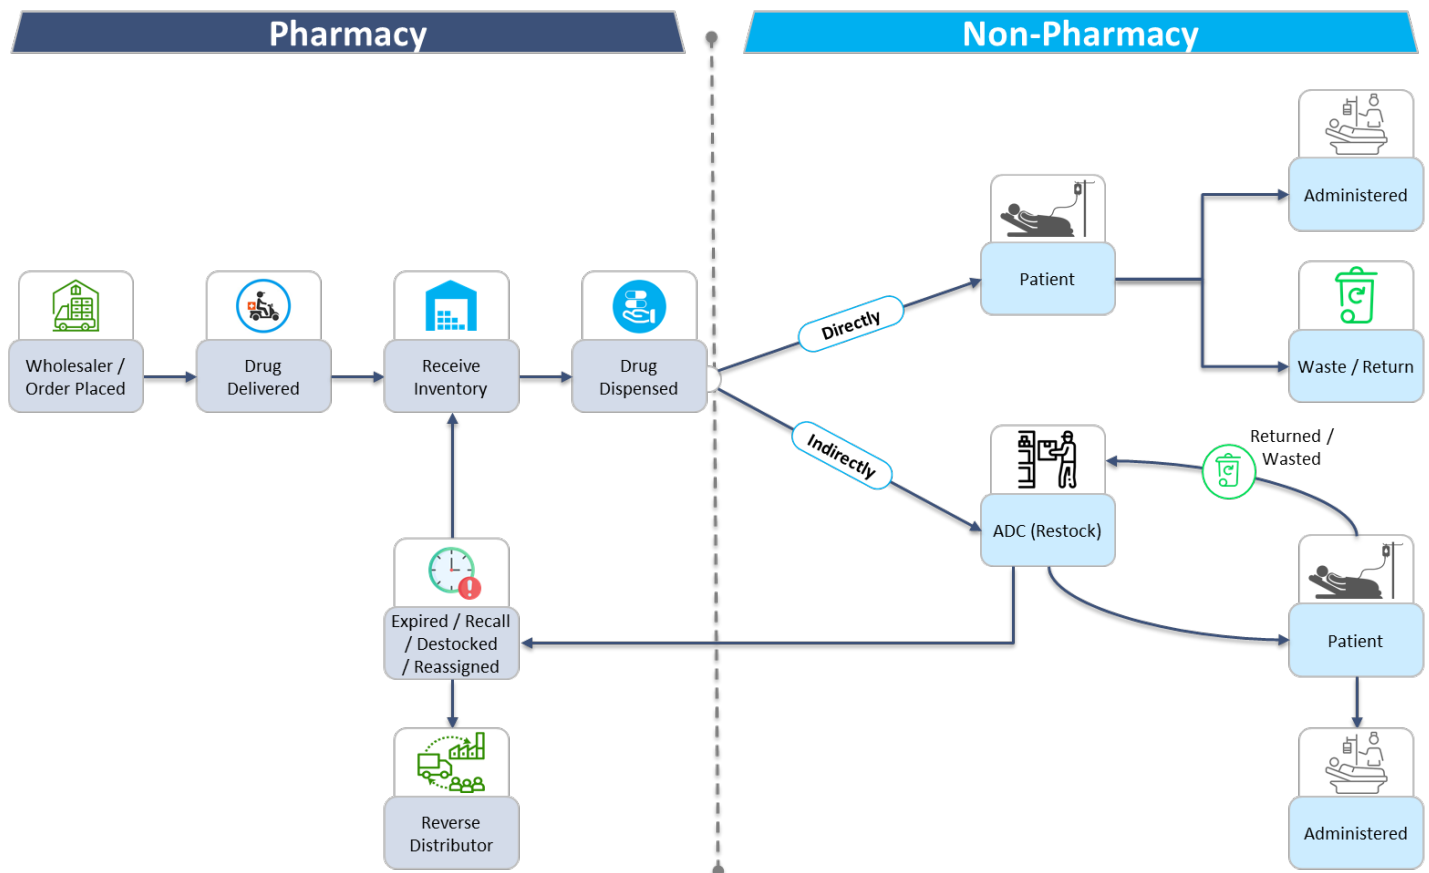 Pharmacy
Non-Pharmacy
Administered
Patient
Waste / Return
Directly
Wholesaler /
Order Placed
Drug
Delivered
Receive
Inventory
Drug
Dispensed
Indirectly
Returned /
Wasted
ADC (Restock)
Expired / Recall
/ Destocked
/ Reassigned
Patient
Reverse
Distributor
Administered